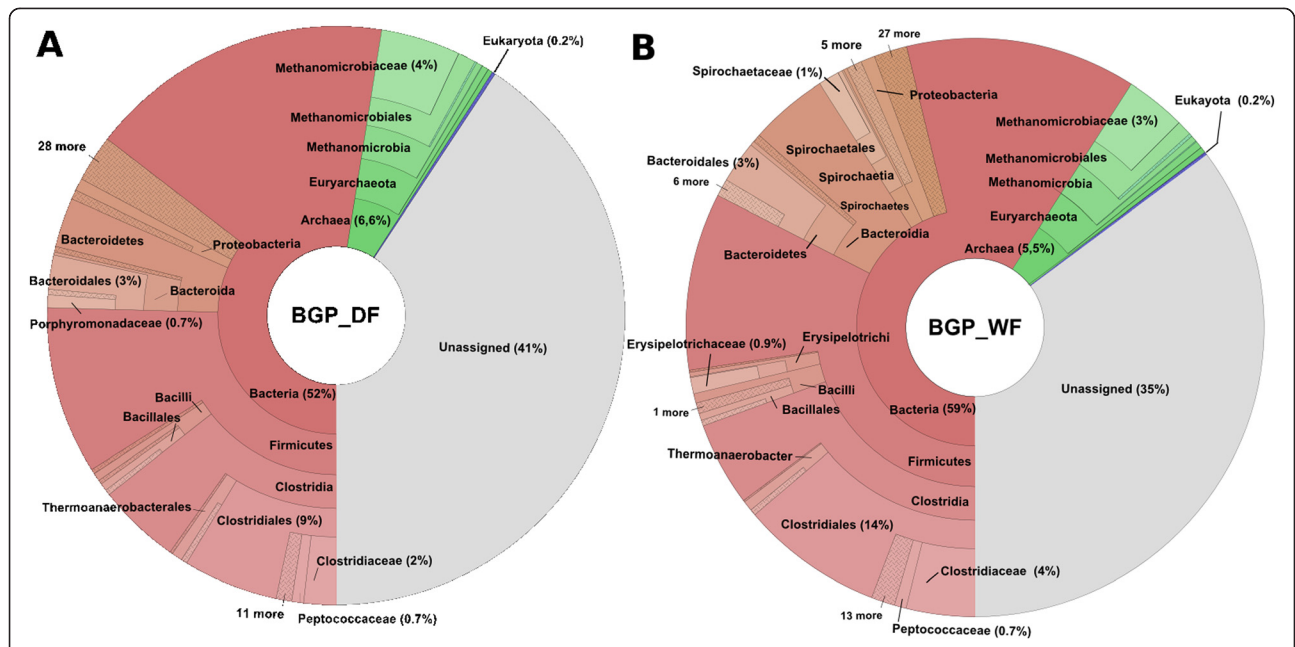 A
Eukaryota (0.2%)
Methanomicrobiaceae (4%)
Methanomicrobiales
Methanomicrobia
28 more
Euryarchaeota
Archaea (6,6%)
Bacteroidetes
Proteobacteria
Bacteroidales (3%)
Bacteroida
Porphyromonadaceae (0.7%)
BGP_DF
Unassigned (41%)
Bacteria (52%)
Bacilli
Bacillales
Firmicutes
Clostridia
Thermoanaerobacterales
Clostridiales (9%)
Clostridiaceae (2%)
11 more
Peptococcaceae (0.7%)
B
27 more
5 more
Spirochaetaceae (1%)
Proteobacteria
Eukayota (0.2%)
Methanomicrobiaceae (3%)
Spirochaetales
Bacteroidales (3%)
Methanomicrobiales
Spirochaetia
6 more
Methanomicrobia
Spirochaetes
Euryarchaeota
Bacteroidia
Archaea (5,5%)
Bacteroidetes
BGP_WF
Erysipelotrichi
Erysipelotrichaceae (0.9%)
Unassigned (35%)
Bacilli
Bacteria (59%)
Bacillales
1 more
Thermoanaerobacter
Firmicutes
Clostridia
Clostridiales (14%)
Clostridiaceae (4%)
13 more
Peptococcaceae (0.7%)